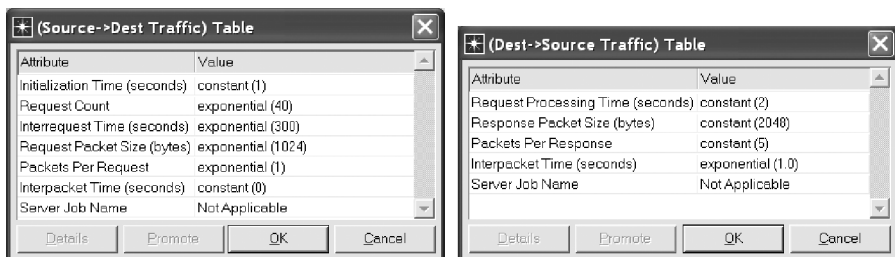 (Source->Dest Traffic) Table
Attribute Value
Initialization Time (seconds) constant (1)
Request Count exponential (40)
Interrequest Time (seconds) exponential (300)
Request Packet Size (bytes) exponential (1024)
Packets Per Request exponential (1)
Interpacket Time (seconds) constant (0)
Server Job Name Not Applicable
Details Promote OK Cancel
(Dest->Source Traffic) Table
Attribute Value
Request Processing Time (seconds) constant (2)
Response Packet Size (bytes) constant (2048)
Packets Per Response constant (5)
Interpacket Time (seconds) exponential (1.0)
Server Job Name Not Applicable
Details Promote OK Cancel